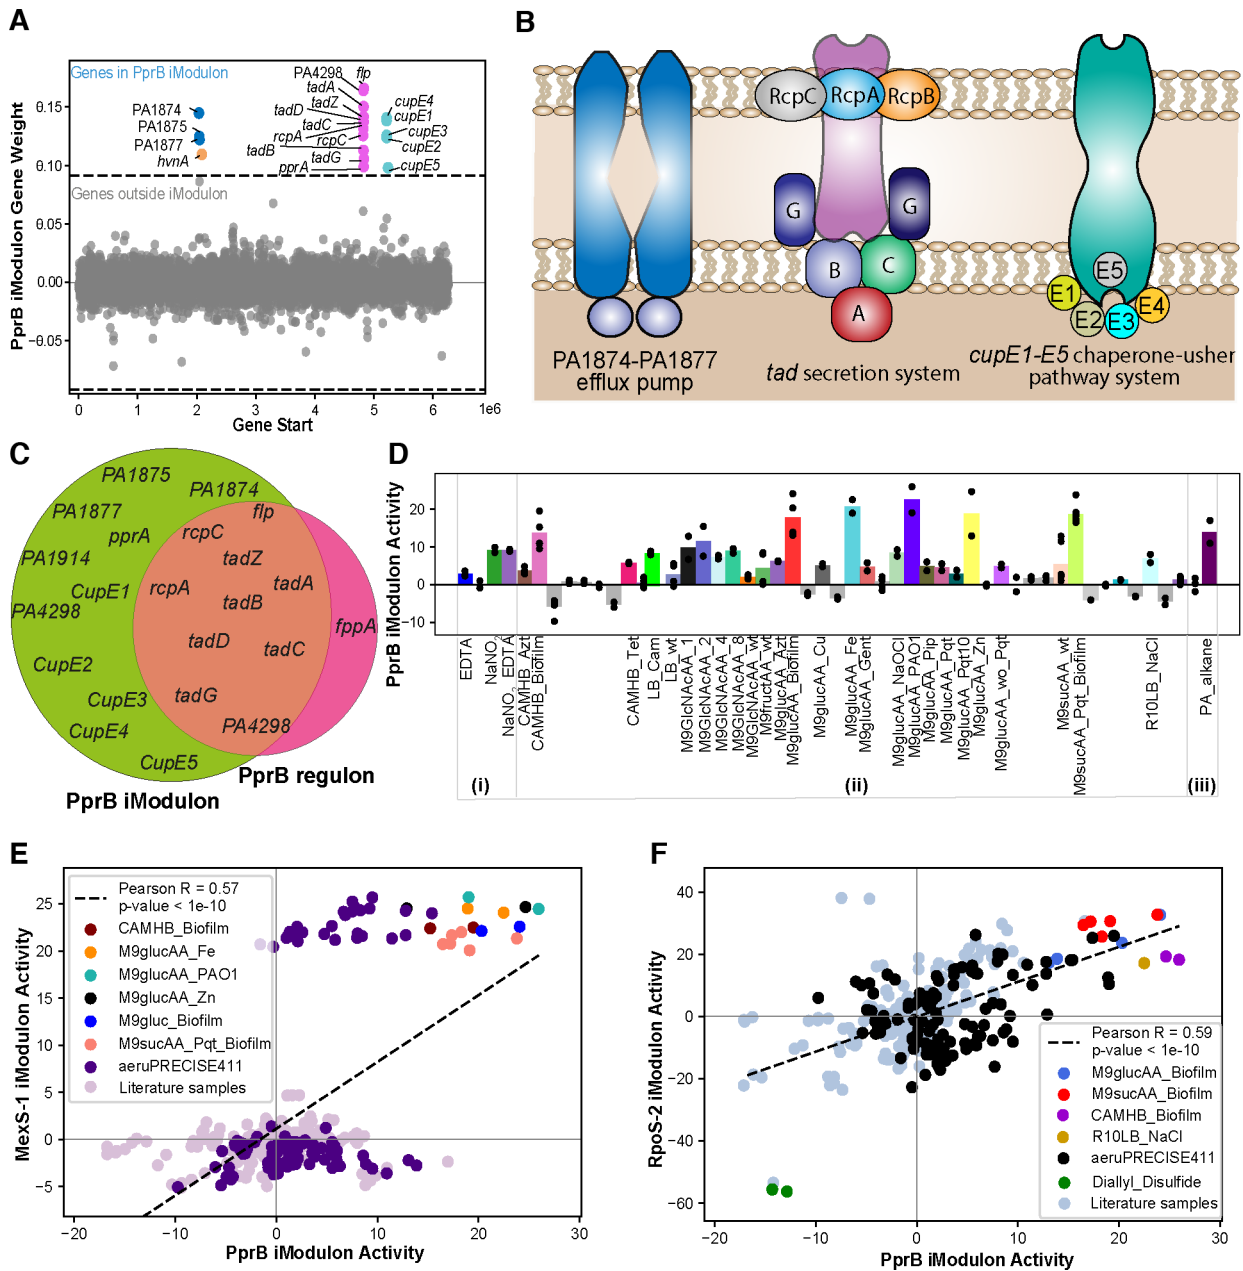 A
Genes in PprB iModulon
PA4298
flp
tadA
tadZ
tadD
tadC
rcpA
rcpC
tadB
tadG
pprA
PA1874
PA1875
PA1877
hvnA
cupE4
cupE1
cupE3
cupE2
cupE5
Genes outside iModulon
PprB iModulon Gene Weight
0.15
0.10
0.05
0.00
−0.05
0
1
2
3
4
5
6
1e6
Gene Start
B
RcpC
RcpA
RcpB
G
G
B
C
A
E5
E1
E2
E3
E4
PA1874-PA1877
efflux pump
tad secretion system
cupE1-E5 chaperone-usher
pathway system
C
PA1875
PA1874
PA1877
flp
pprA
rcpC
PA1914
tadZ
CupE1
rcpA
tadA
PA4298
tadB
fppA
tadD
tadC
CupE2
CupE3
tadG
CupE4
PA4298
CupE5
PprB regulon
PprB iModulon
D
PprB iModulon Activity
20
10
0
−10
EDTA
NaNO2
NaNO2_EDTA
CAMHB_Azt
CAMHB_Biofilm
CAMHB_Tet
LB_Cam
LB_wt
M9GlcNAcAA_1
M9GlcNAcAA_2
M9GlcNAcAA_4
M9GlcNAcAA_8
M9GlcNAcAA_wt
M9fructAA_wt
M9glucAA_Azt
M9glucAA_Biofilm
M9glucAA_Cu
M9glucAA_Fe
M9glucAA_Gent
M9glucAA_NaOCl
M9glucAA_PAO1
M9glucAA_Pip
M9glucAA_Pqt
M9glucAA_Pqt10
M9glucAA_Zn
M9glucAA_wo_Pqt
M9sucAA_wt
M9sucAA_Pqt_Biofilm
R10LB_NaCl
PA_alkane
(i)
(ii)
(iii)
E
Pearson R = 0.57
p-value < 1e-10
CAMHB_Biofilm
M9glucAA_Fe
M9glucAA_PAO1
M9glucAA_Zn
M9gluc_Biofilm
M9sucAA_Pqt_Biofilm
aeruPRECISE411
Literature samples
MexS-1 iModulon Activity
25
20
15
10
5
0
−5
−20
−10
0
10
20
30
PprB iModulon Activity
F
RpoS-2 iModulon Activity
40
20
0
−20
−40
−60
Pearson R = 0.59
p-value < 1e-10
M9glucAA_Biofilm
M9sucAA_Biofilm
CAMHB_Biofilm
R10LB_NaCl
aeruPRECISE411
Diallyl_Disulfide
Literature samples
−20
−10
0
10
20
30
PprB iModulon Activity